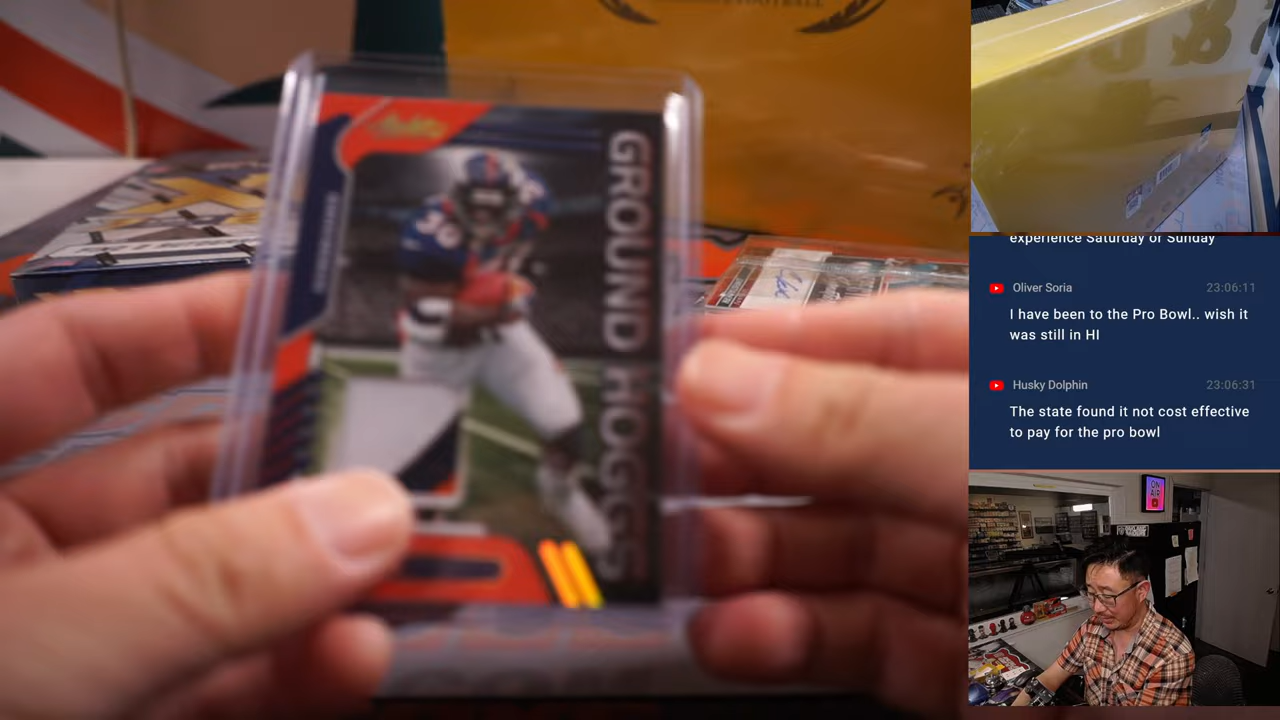 FOOTBALL
GROUND HOGGS
30
experience Saturday or Sunday
Oliver Soria 23:06:11
I have been to the Pro Bowl.. wish it
was still in HI
Husky Dolphin 23:06:31
The state found it not cost effective
to pay for the pro bowl
ON
AIR